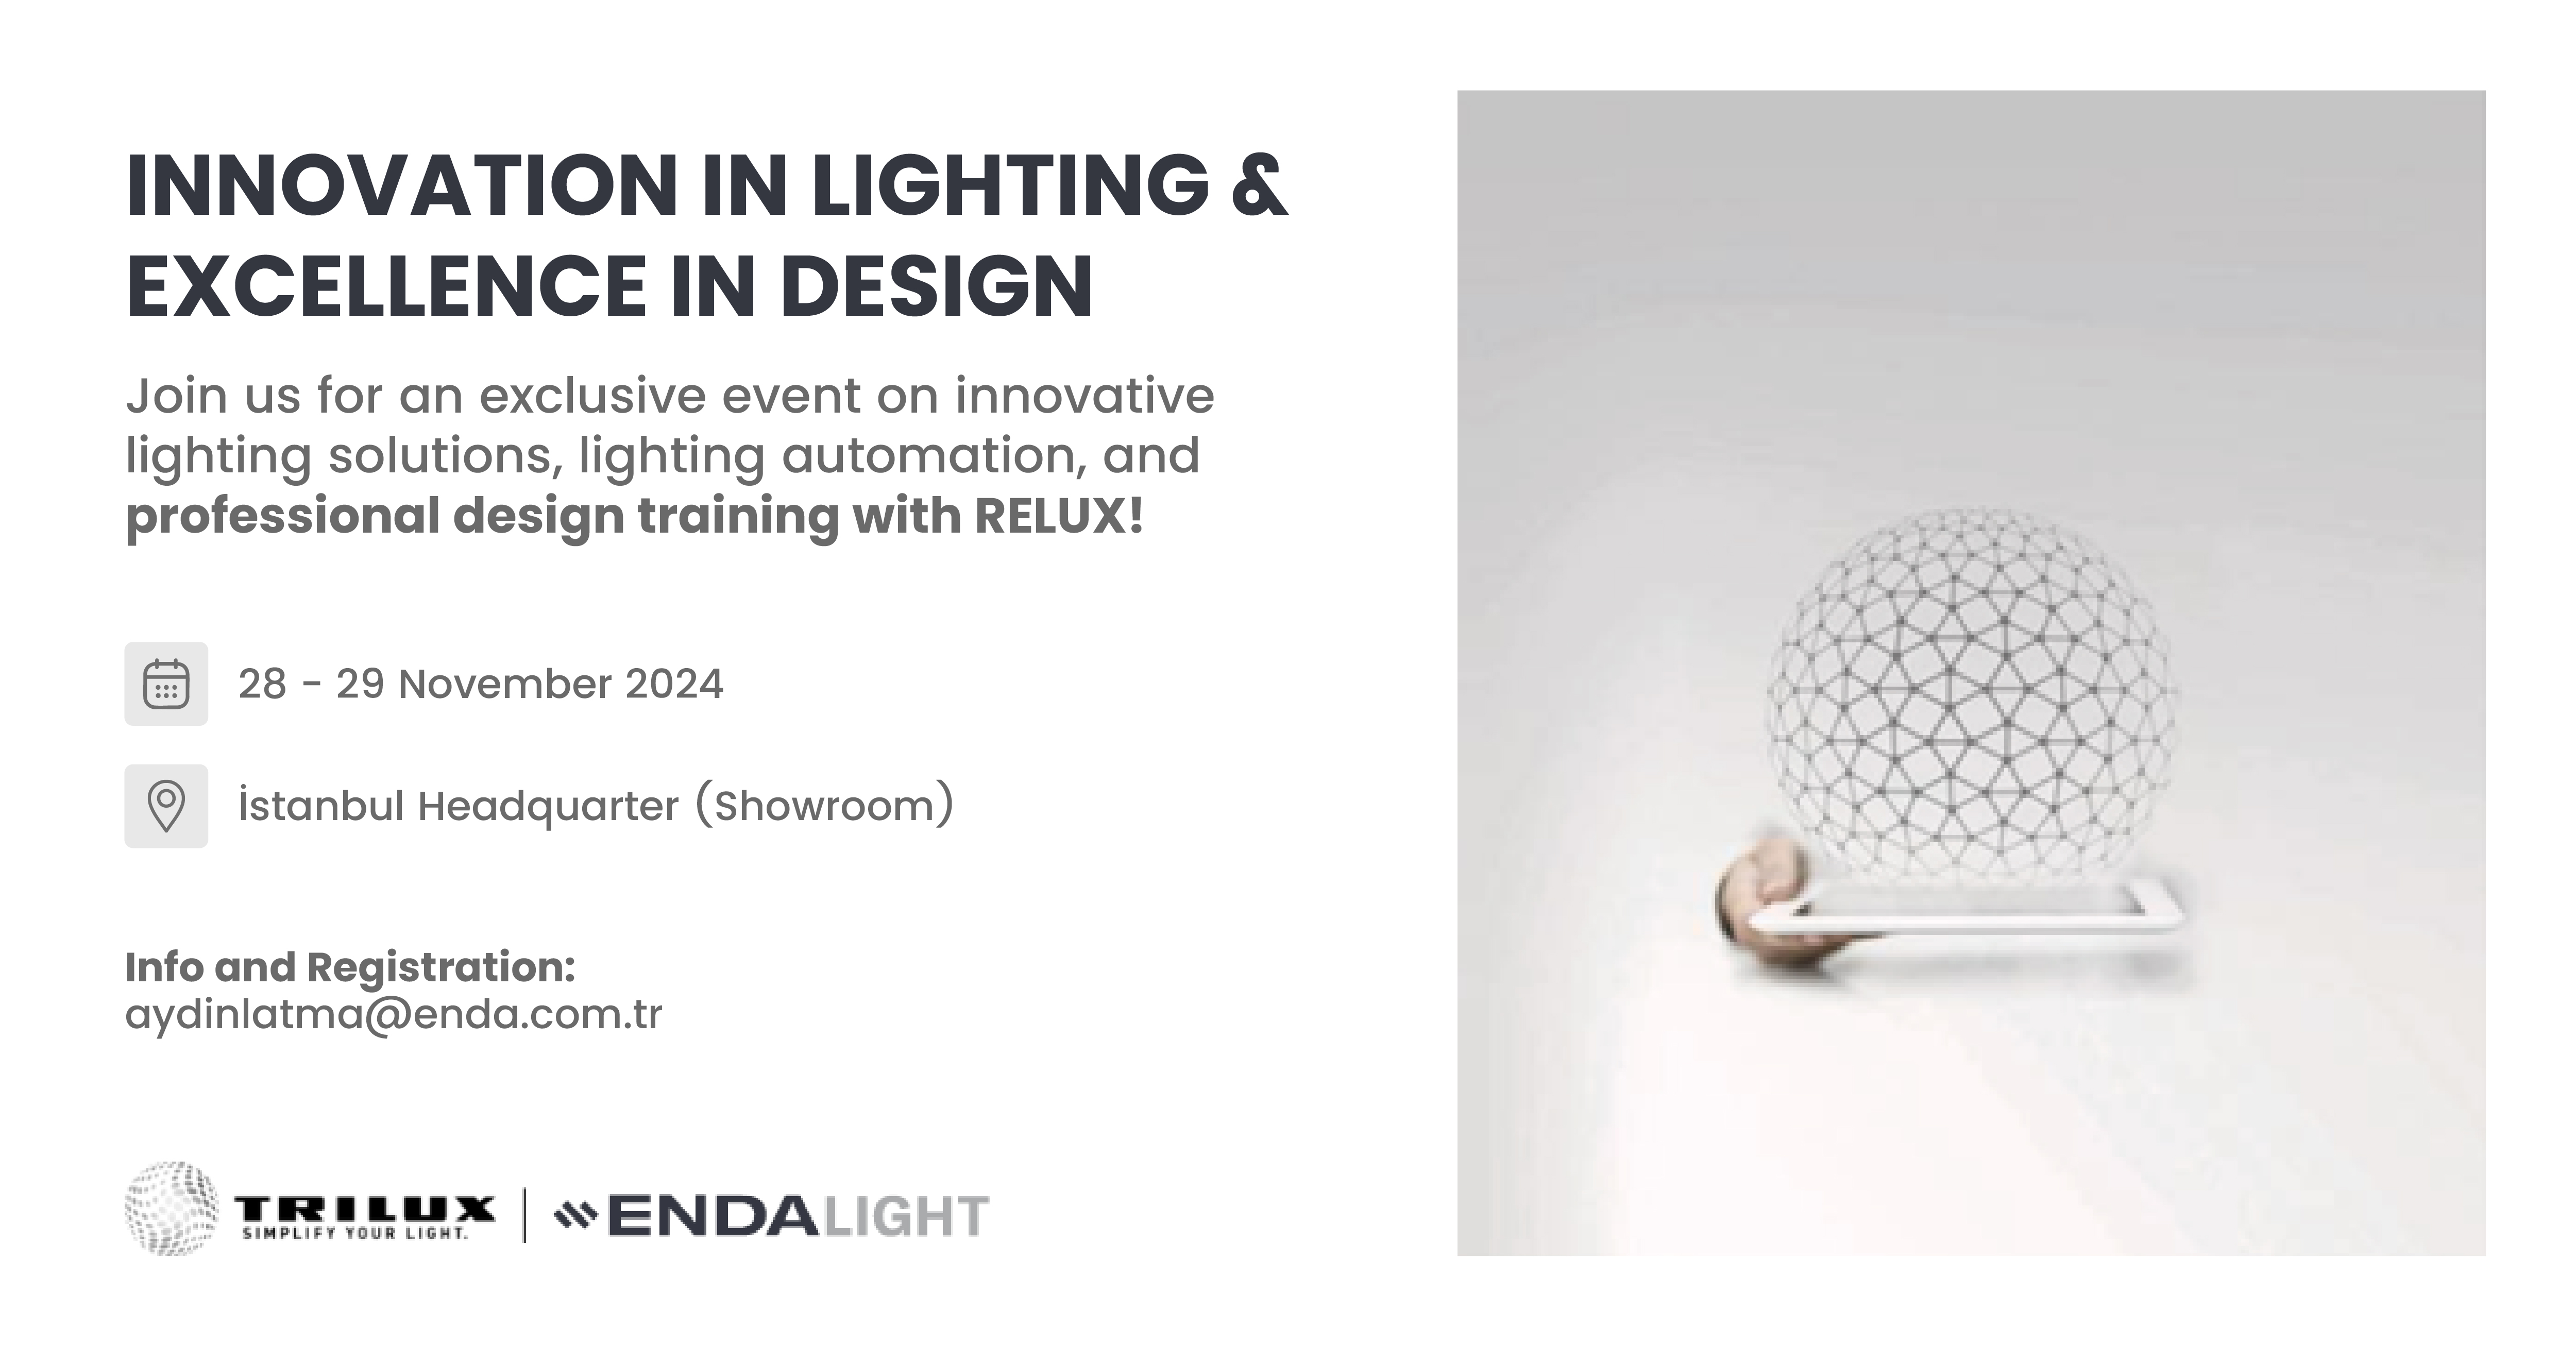 INNOVATION IN LIGHTING &
EXCELLENCE IN DESIGN
Join us for an exclusive event on innovative
lighting solutions, lighting automation, and
professional design training with RELUX!
28 - 29 November 2024
İstanbul Headquarter (Showroom)
Info and Registration:
aydinlatma@enda.com.tr
TRILUX
SIMPLIFY YOUR LIGHT.
ENDALIGHT